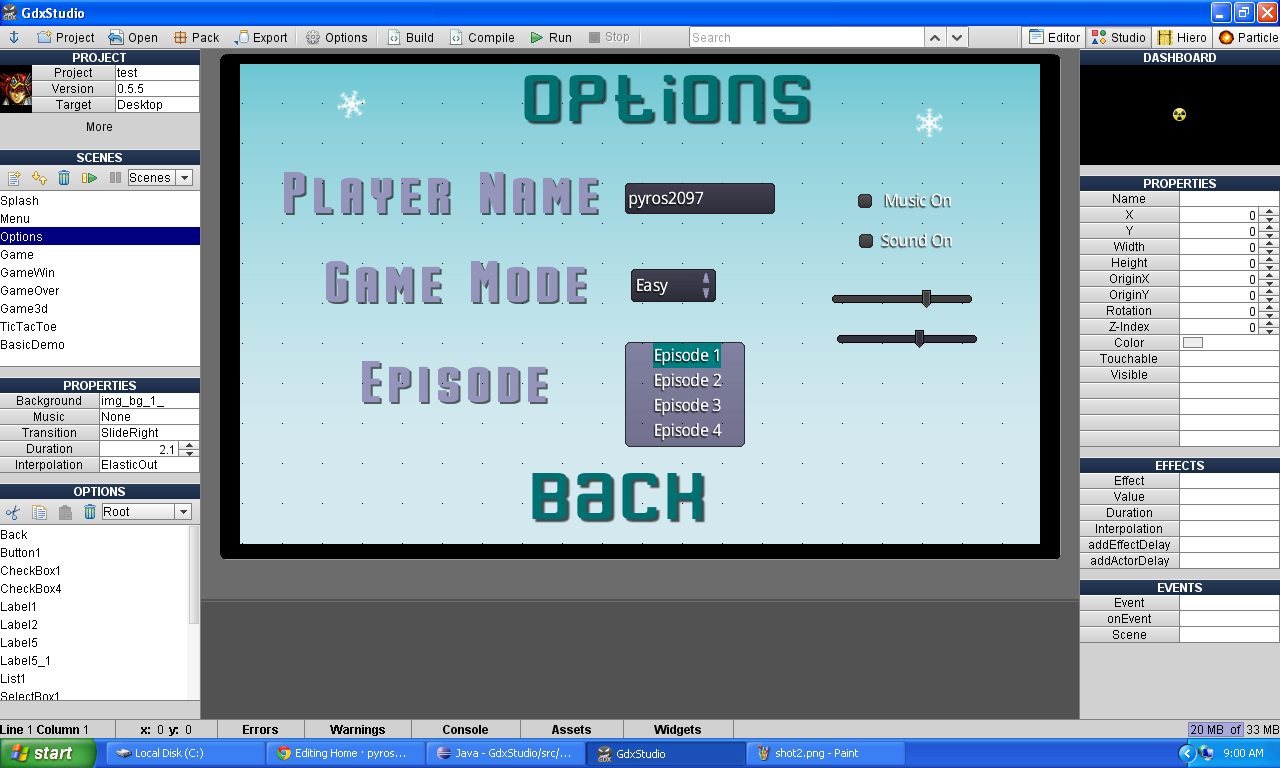 GdxStudio
Project Open Pack Export Options Build Compile Run Stop Search Editor Studio Hiero Particle
PROJECT
Project test
Version 0.5.5
Target Desktop
More
SCENES
Scenes
Splash
Menu
Options
Game
GameWin
GameOver
Game3d
TicTacToe
BasicDemo
PROPERTIES
Background img_bg_1_
Music None
Transition SlideRight
Duration 2.1
Interpolation ElasticOut
OPTIONS
Root
Back
Button1
CheckBox1
CheckBox4
Label1
Label2
Label5
Label5_1
List1
SelectBox1
OPtiONS
Player Name pyros2097
Music On
Sound On
Game Mode Easy
Episode
Episode 1
Episode 2
Episode 3
Episode 4
BaCK
DASHBOARD
PROPERTIES
Name
X 0
Y 0
Width 0
Height 0
OriginX 0
OriginY 0
Rotation 0
Z-Index 0
Color
Touchable
Visible
EFFECTS
Effect
Value
Duration
Interpolation
addEffectDelay
addActorDelay
EVENTS
Event
onEvent
Scene
Line 1 Column 1 x: 0 y: 0 Errors Warnings Console Assets Widgets 20 MB of 33 MB
start Local Disk (C:) Editing Home · pyros... Java - GdxStudio/src/... GdxStudio shot2.png - Paint 9:00 AM